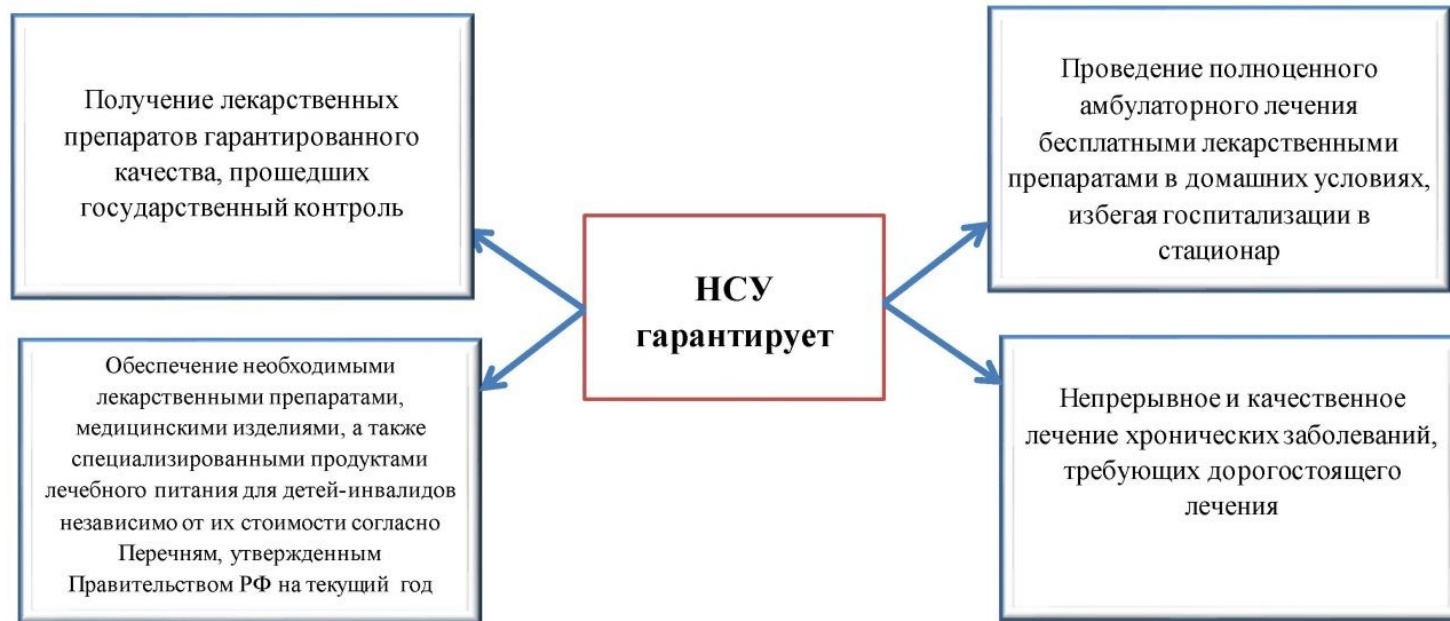 Получение лекарственных
препаратов гарантированного
качества, прошедших
государственный контроль
Проведение полноценного
амбулаторного лечения
бесплатными лекарственными
препаратами в домашних условиях,
избегая госпитализации в
стационар
НСУ
гарантирует
Обеспечение необходимыми
лекарственными препаратами,
медицинскими изделиями, а также
специализированными продуктами
лечебного питания для детей-инвалидов
независимо от их стоимости согласно
Перечням, утвержденным
Правительством РФ на текущий год
Непрерывное и качественное
лечение хронических заболеваний,
требующих дорогостоящего
лечения